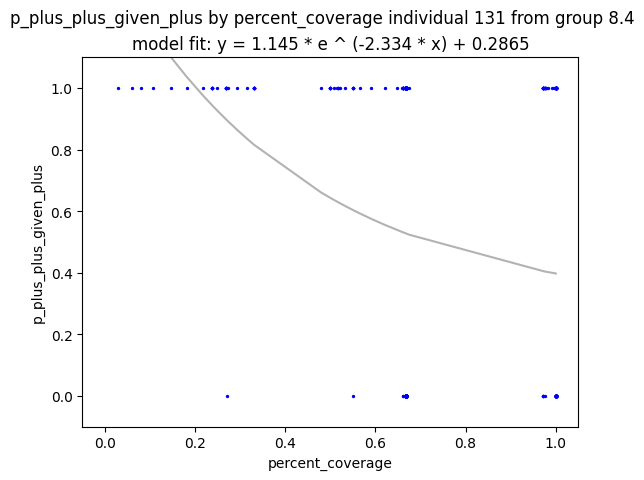 p_plus_plus_given_plus by percent_coverage individual 131 from group 8.4
model fit: y = 1.145 * e ^ (-2.334 * x) + 0.2865
p_plus_plus_given_plus
1.0
0.8
0.6
0.4
0.2
0.0
0.0 0.2 0.4 0.6 0.8 1.0
percent_coverage